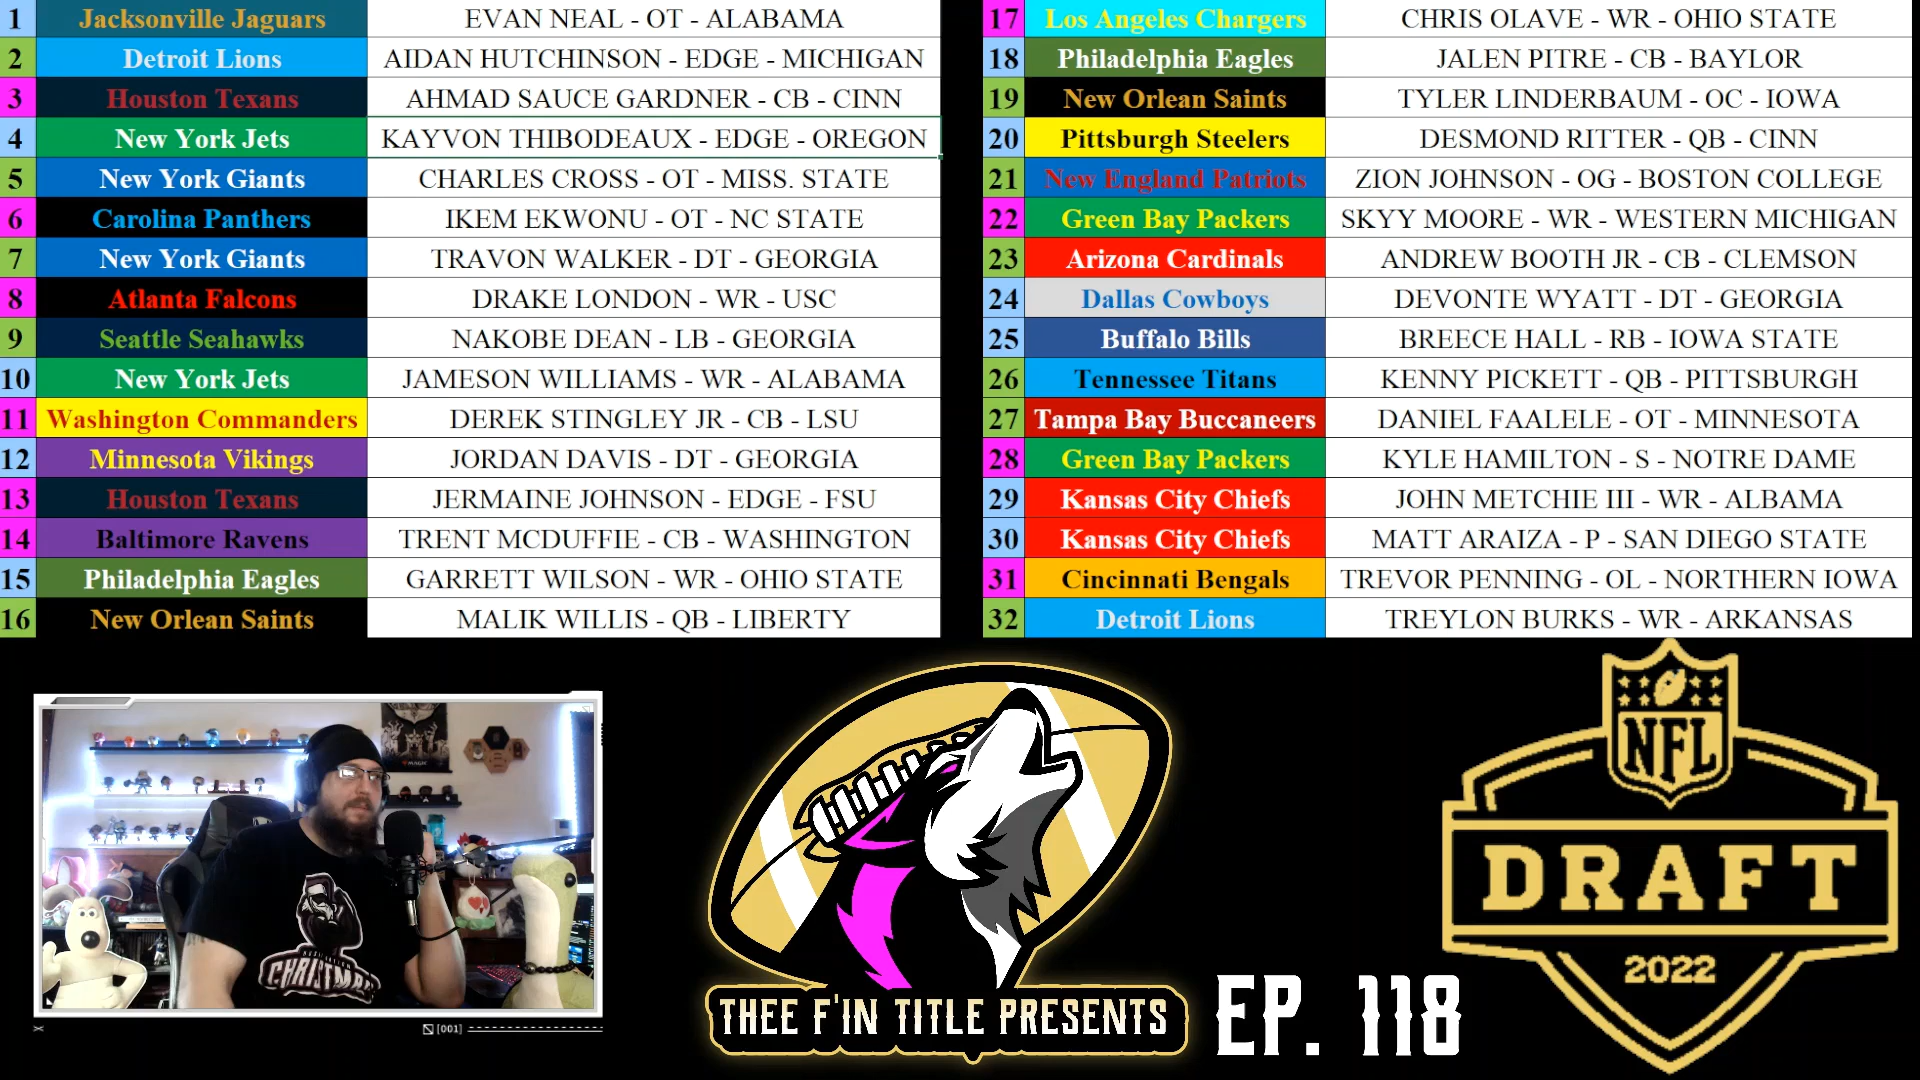 1 Jacksonville Jaguars EVAN NEAL - OT - ALABAMA
2 Detroit Lions AIDAN HUTCHINSON - EDGE - MICHIGAN
3 Houston Texans AHMAD SAUCE GARDNER - CB - CINN
4 New York Jets KAYVON THIBODEAUX - EDGE - OREGON
5 New York Giants CHARLES CROSS - OT - MISS. STATE
6 Carolina Panthers IKEM EKWONU - OT - NC STATE
7 New York Giants TRAVON WALKER - DT - GEORGIA
8 Atlanta Falcons DRAKE LONDON - WR - USC
9 Seattle Seahawks NAKOBE DEAN - LB - GEORGIA
10 New York Jets JAMESON WILLIAMS - WR - ALABAMA
11 Washington Commanders DEREK STINGLEY JR - CB - LSU
12 Minnesota Vikings JORDAN DAVIS - DT - GEORGIA
13 Houston Texans JERMAINE JOHNSON - EDGE - FSU
14 Baltimore Ravens TRENT MCDUFFIE - CB - WASHINGTON
15 Philadelphia Eagles GARRETT WILSON - WR - OHIO STATE
16 New Orlean Saints MALIK WILLIS - QB - LIBERTY
17 Los Angeles Chargers CHRIS OLAVE - WR - OHIO STATE
18 Philadelphia Eagles JALEN PITRE - CB - BAYLOR
19 New Orlean Saints TYLER LINDERBAUM - OC - IOWA
20 Pittsburgh Steelers DESMOND RITTER - QB - CINN
21 New England Patriots ZION JOHNSON - OG - BOSTON COLLEGE
22 Green Bay Packers SKYY MOORE - WR - WESTERN MICHIGAN
23 Arizona Cardinals ANDREW BOOTH JR - CB - CLEMSON
24 Dallas Cowboys DEVONTE WYATT - DT - GEORGIA
25 Buffalo Bills BREECE HALL - RB - IOWA STATE
26 Tennessee Titans KENNY PICKETT - QB - PITTSBURGH
27 Tampa Bay Buccaneers DANIEL FAALELE - OT - MINNESOTA
28 Green Bay Packers KYLE HAMILTON - S - NOTRE DAME
29 Kansas City Chiefs JOHN METCHIE III - WR - ALBAMA
30 Kansas City Chiefs MATT ARAIZA - P - SAN DIEGO STATE
31 Cincinnati Bengals TREVOR PENNING - OL - NORTHERN IOWA
32 Detroit Lions TREYLON BURKS - WR - ARKANSAS
MAGIC
CHRISTMAS
[001]
THEE F'IN TITLE PRESENTS
EP. 118
NFL
DRAFT
2022